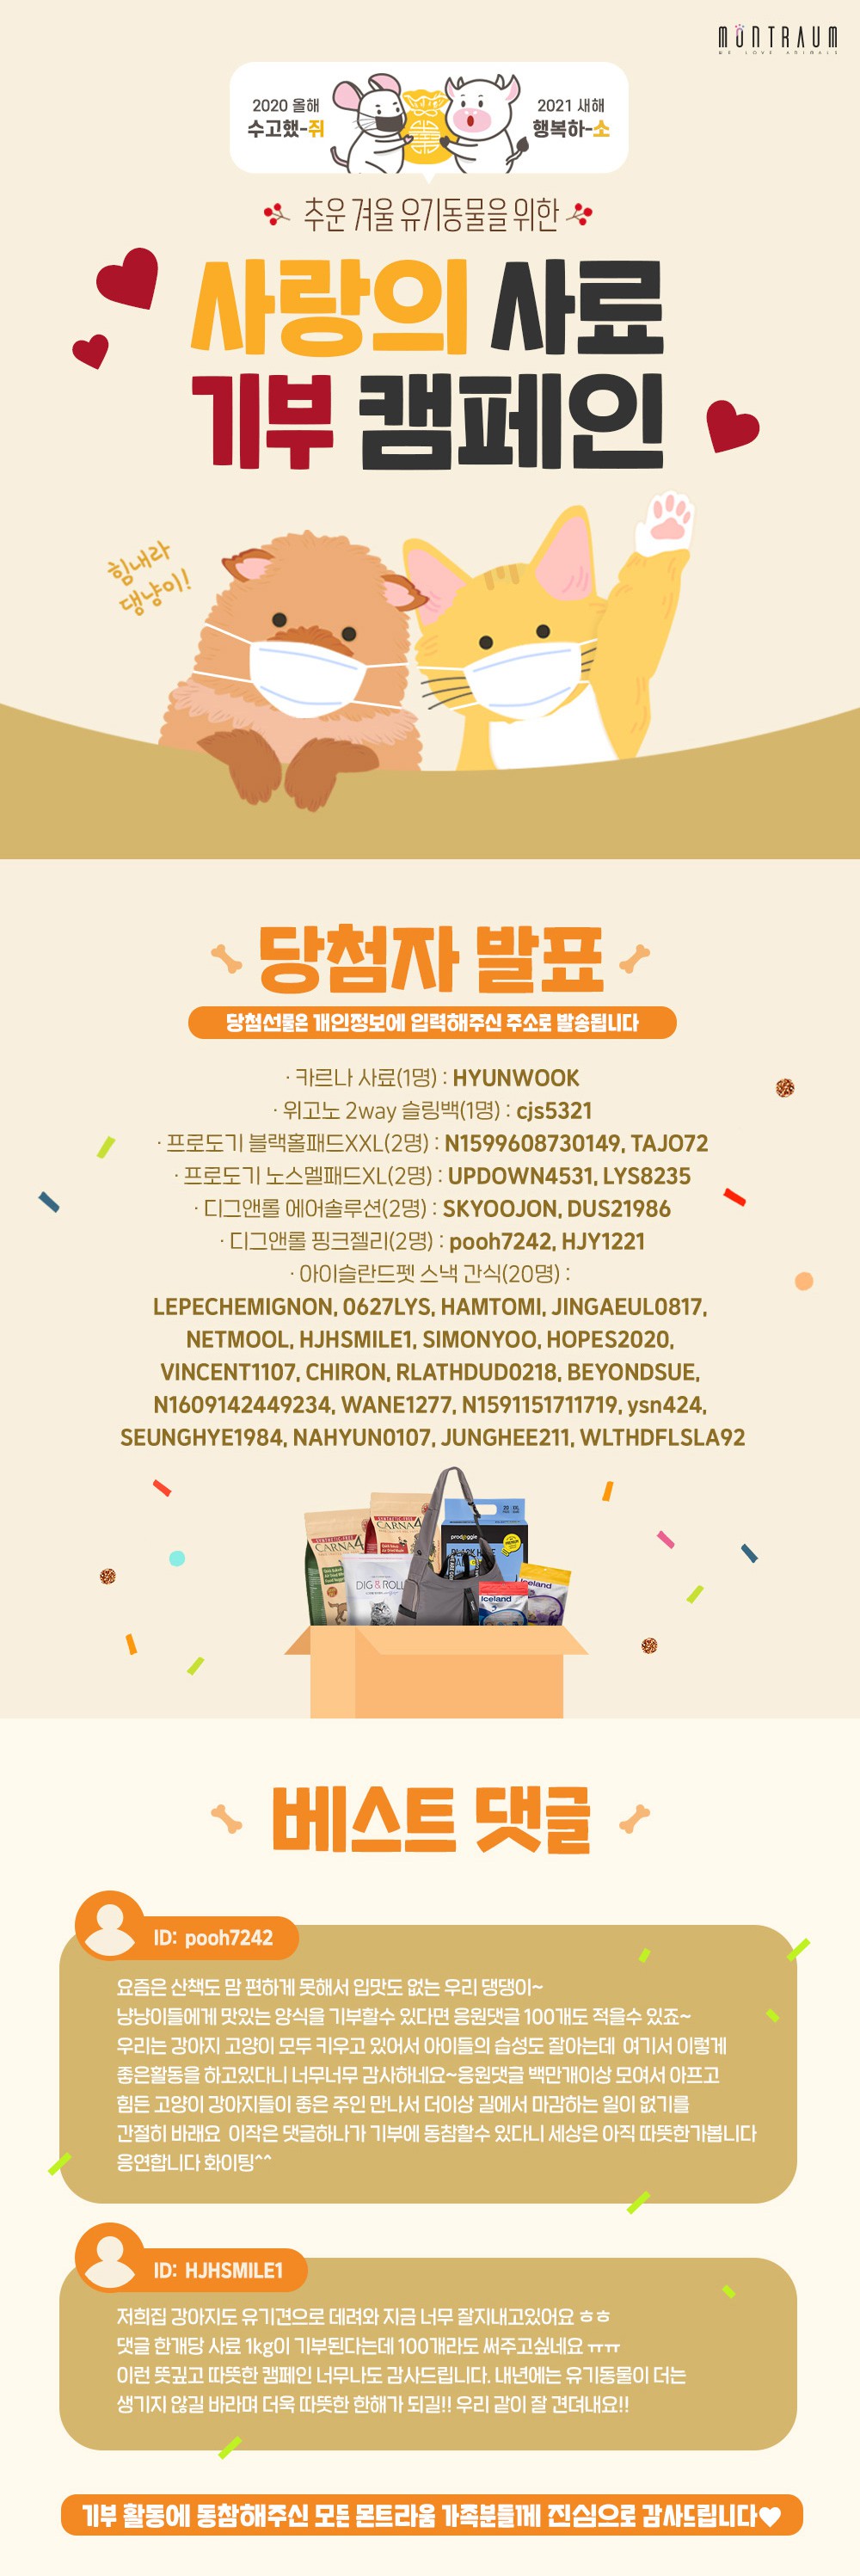 MÖNTRAUM
WE LOVE ANIMALS
2020 올해
수고했-쥐
2021 새해
행복하-소
추운 겨울 유기동물을 위한
사랑의 사료
기부 캠페인
힘내라
댕냥이!
당첨자 발표
당첨선물은 개인정보에 입력해주신 주소로 발송됩니다
· 카르나 사료(1명) : HYUNWOOK
· 위고노 2way 슬링백(1명) : cjs5321
· 프로도기 블랙홀패드XXL(2명) : N1599608730149, TAJO72
· 프로도기 노스멜패드XL(2명) : UPDOWN4531, LYS8235
· 디그앤롤 에어솔루션(2명) : SKYOOJON, DUS21986
· 디그앤롤 핑크젤리(2명) : pooh7242, HJY1221
· 아이슬란드펫 스낵 간식(20명) :
LEPECHEMIGNON, 0627LYS, HAMTOMI, JINGAEUL0817,
NETMOOL, HJHSMILE1, SIMONYOO, HOPES2020,
VINCENT1107, CHIRON, RLATHDUD0218, BEYONDSUE,
N1609142449234, WANE1277, N1591151711719, ysn424,
SEUNGHYE1984, NAHYUN0107, JUNGHEE211, WLTHDFLSLA92
SYNTHETIC-FREE
CARNA4
SYNTHETIC-FREE
CARNA4
prodoggie
DIG&ROLL
Iceland
Iceland
베스트 댓글
ID: pooh7242
요즘은 산책도 맘 편하게 못해서 입맛도 없는 우리 댕댕이~
냥냥이들에게 맛있는 양식을 기부할수 있다면 응원댓글 100개도 적을수 있죠~
우리는 강아지 고양이 모두 키우고 있어서 아이들의 습성도 잘아는데 여기서 이렇게
좋은활동을 하고있다니 너무너무 감사하네요~응원댓글 백만개이상 모여서 아프고
힘든 고양이 강아지들이 좋은 주인 만나서 더이상 길에서 마감하는 일이 없기를
간절히 바래요 이작은 댓글하나가 기부에 동참할수 있다니 세상은 아직 따뜻한가봅니다
응연합니다 화이팅^^
ID: HJHSMILE1
저희집 강아지도 유기견으로 데려와 지금 너무 잘지내고있어요 ㅎㅎ
댓글 한개당 사료 1kg이 기부된다는데 100개라도 써주고싶네요 ㅠㅠ
이런 뜻깊고 따뜻한 캠페인 너무나도 감사드립니다. 내년에는 유기동물이 더는
생기지 않길 바라며 더욱 따뜻한 한해가 되길!! 우리 같이 잘 견뎌내요!!
기부 활동에 동참해주신 모든 몬트라움 가족분들께 진심으로 감사드립니다♥